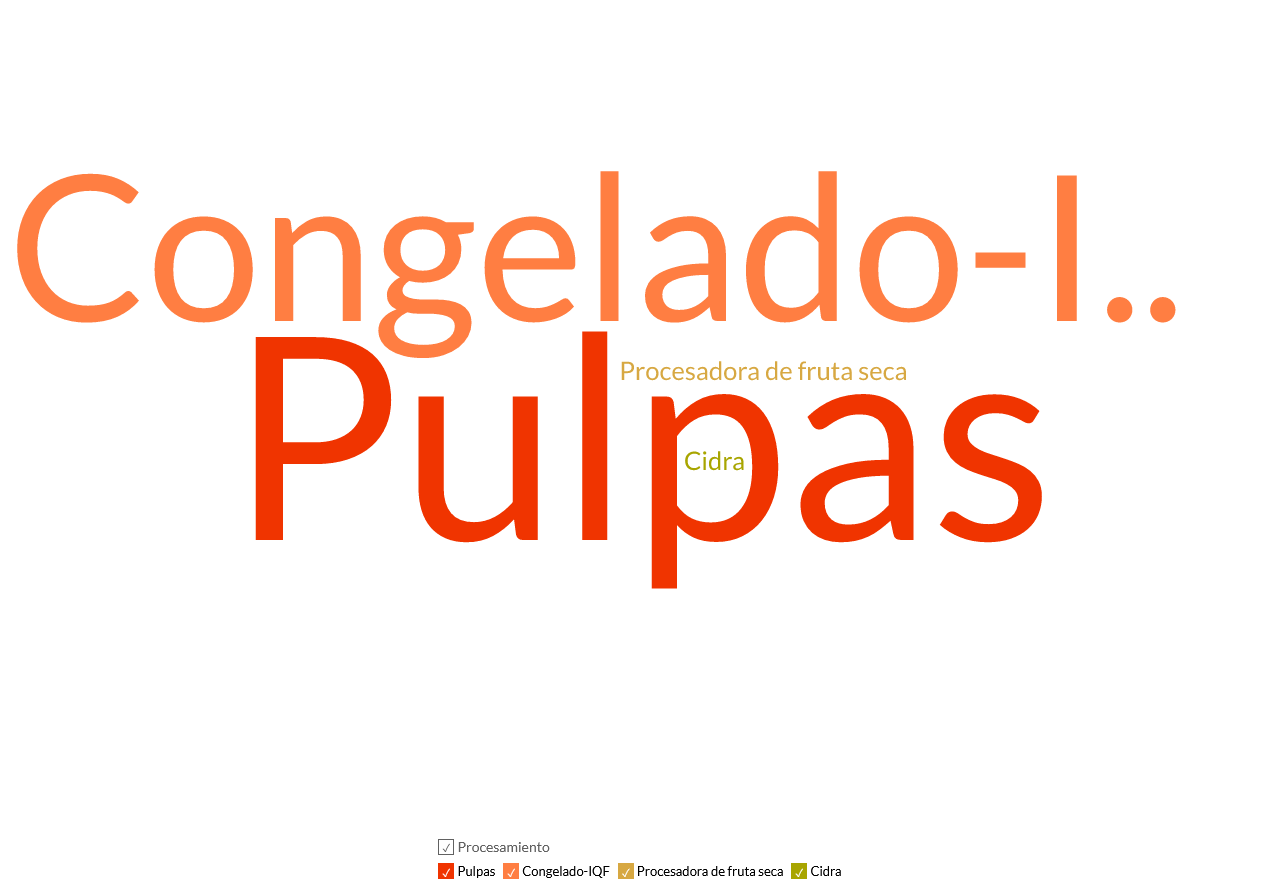 Congelado-I..
Pulpas
Procesadora de fruta seca
Cidra
Procesamiento
Pulpas Congelado-IQF Procesadora de fruta seca Cidra